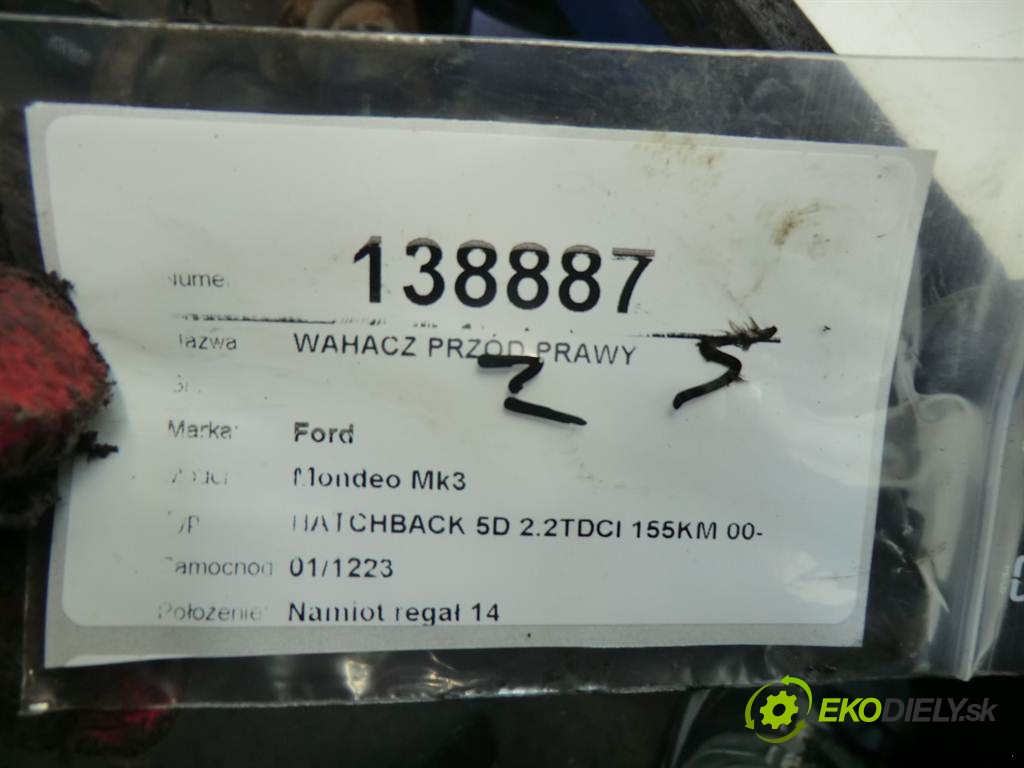 138887
WAHACZ PRZÓD PRAWY
Marka: Ford
Mondeo Mk3
HATCHBACK 5D 2.2TDCI 155KM 00-
01/1223
Położenie: Namiot regał 14
EKODIELY.sk